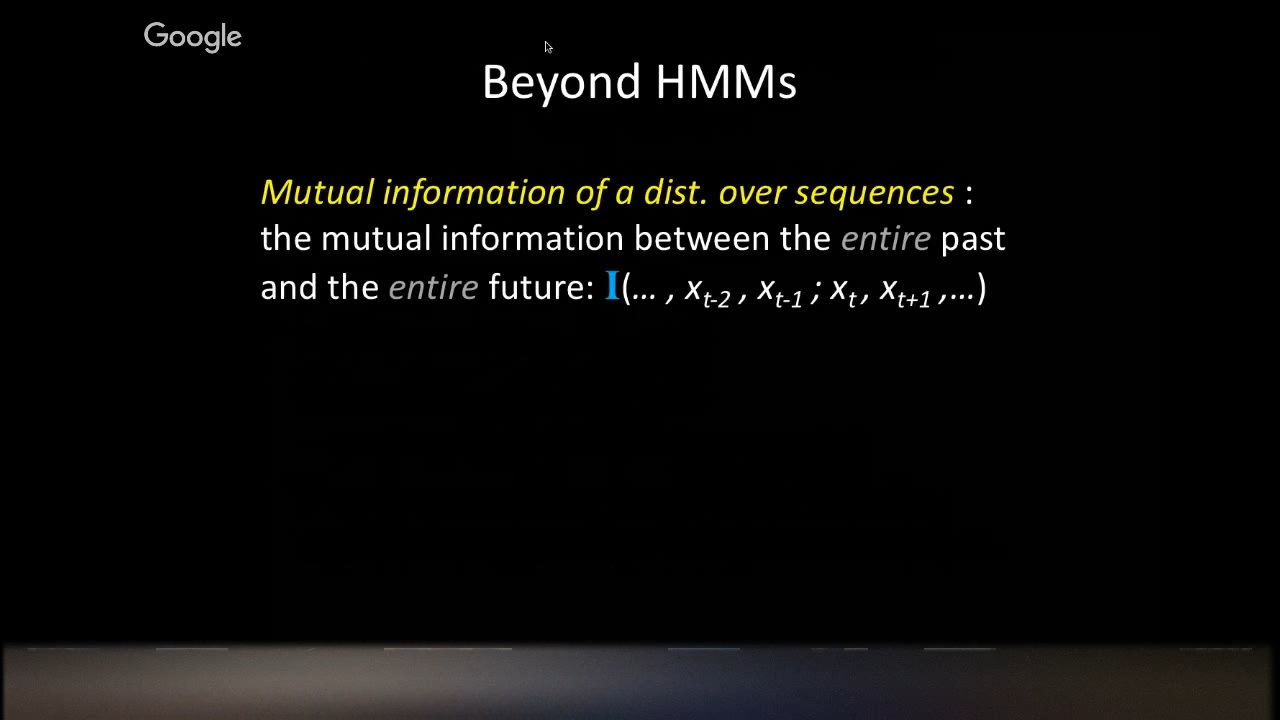 Google
Beyond HMMs
Mutual information of a dist. over sequences :
the mutual information between the entire past
and the entire future: I(… , xt-2 , xt-1 ; xt , xt+1 ,…)